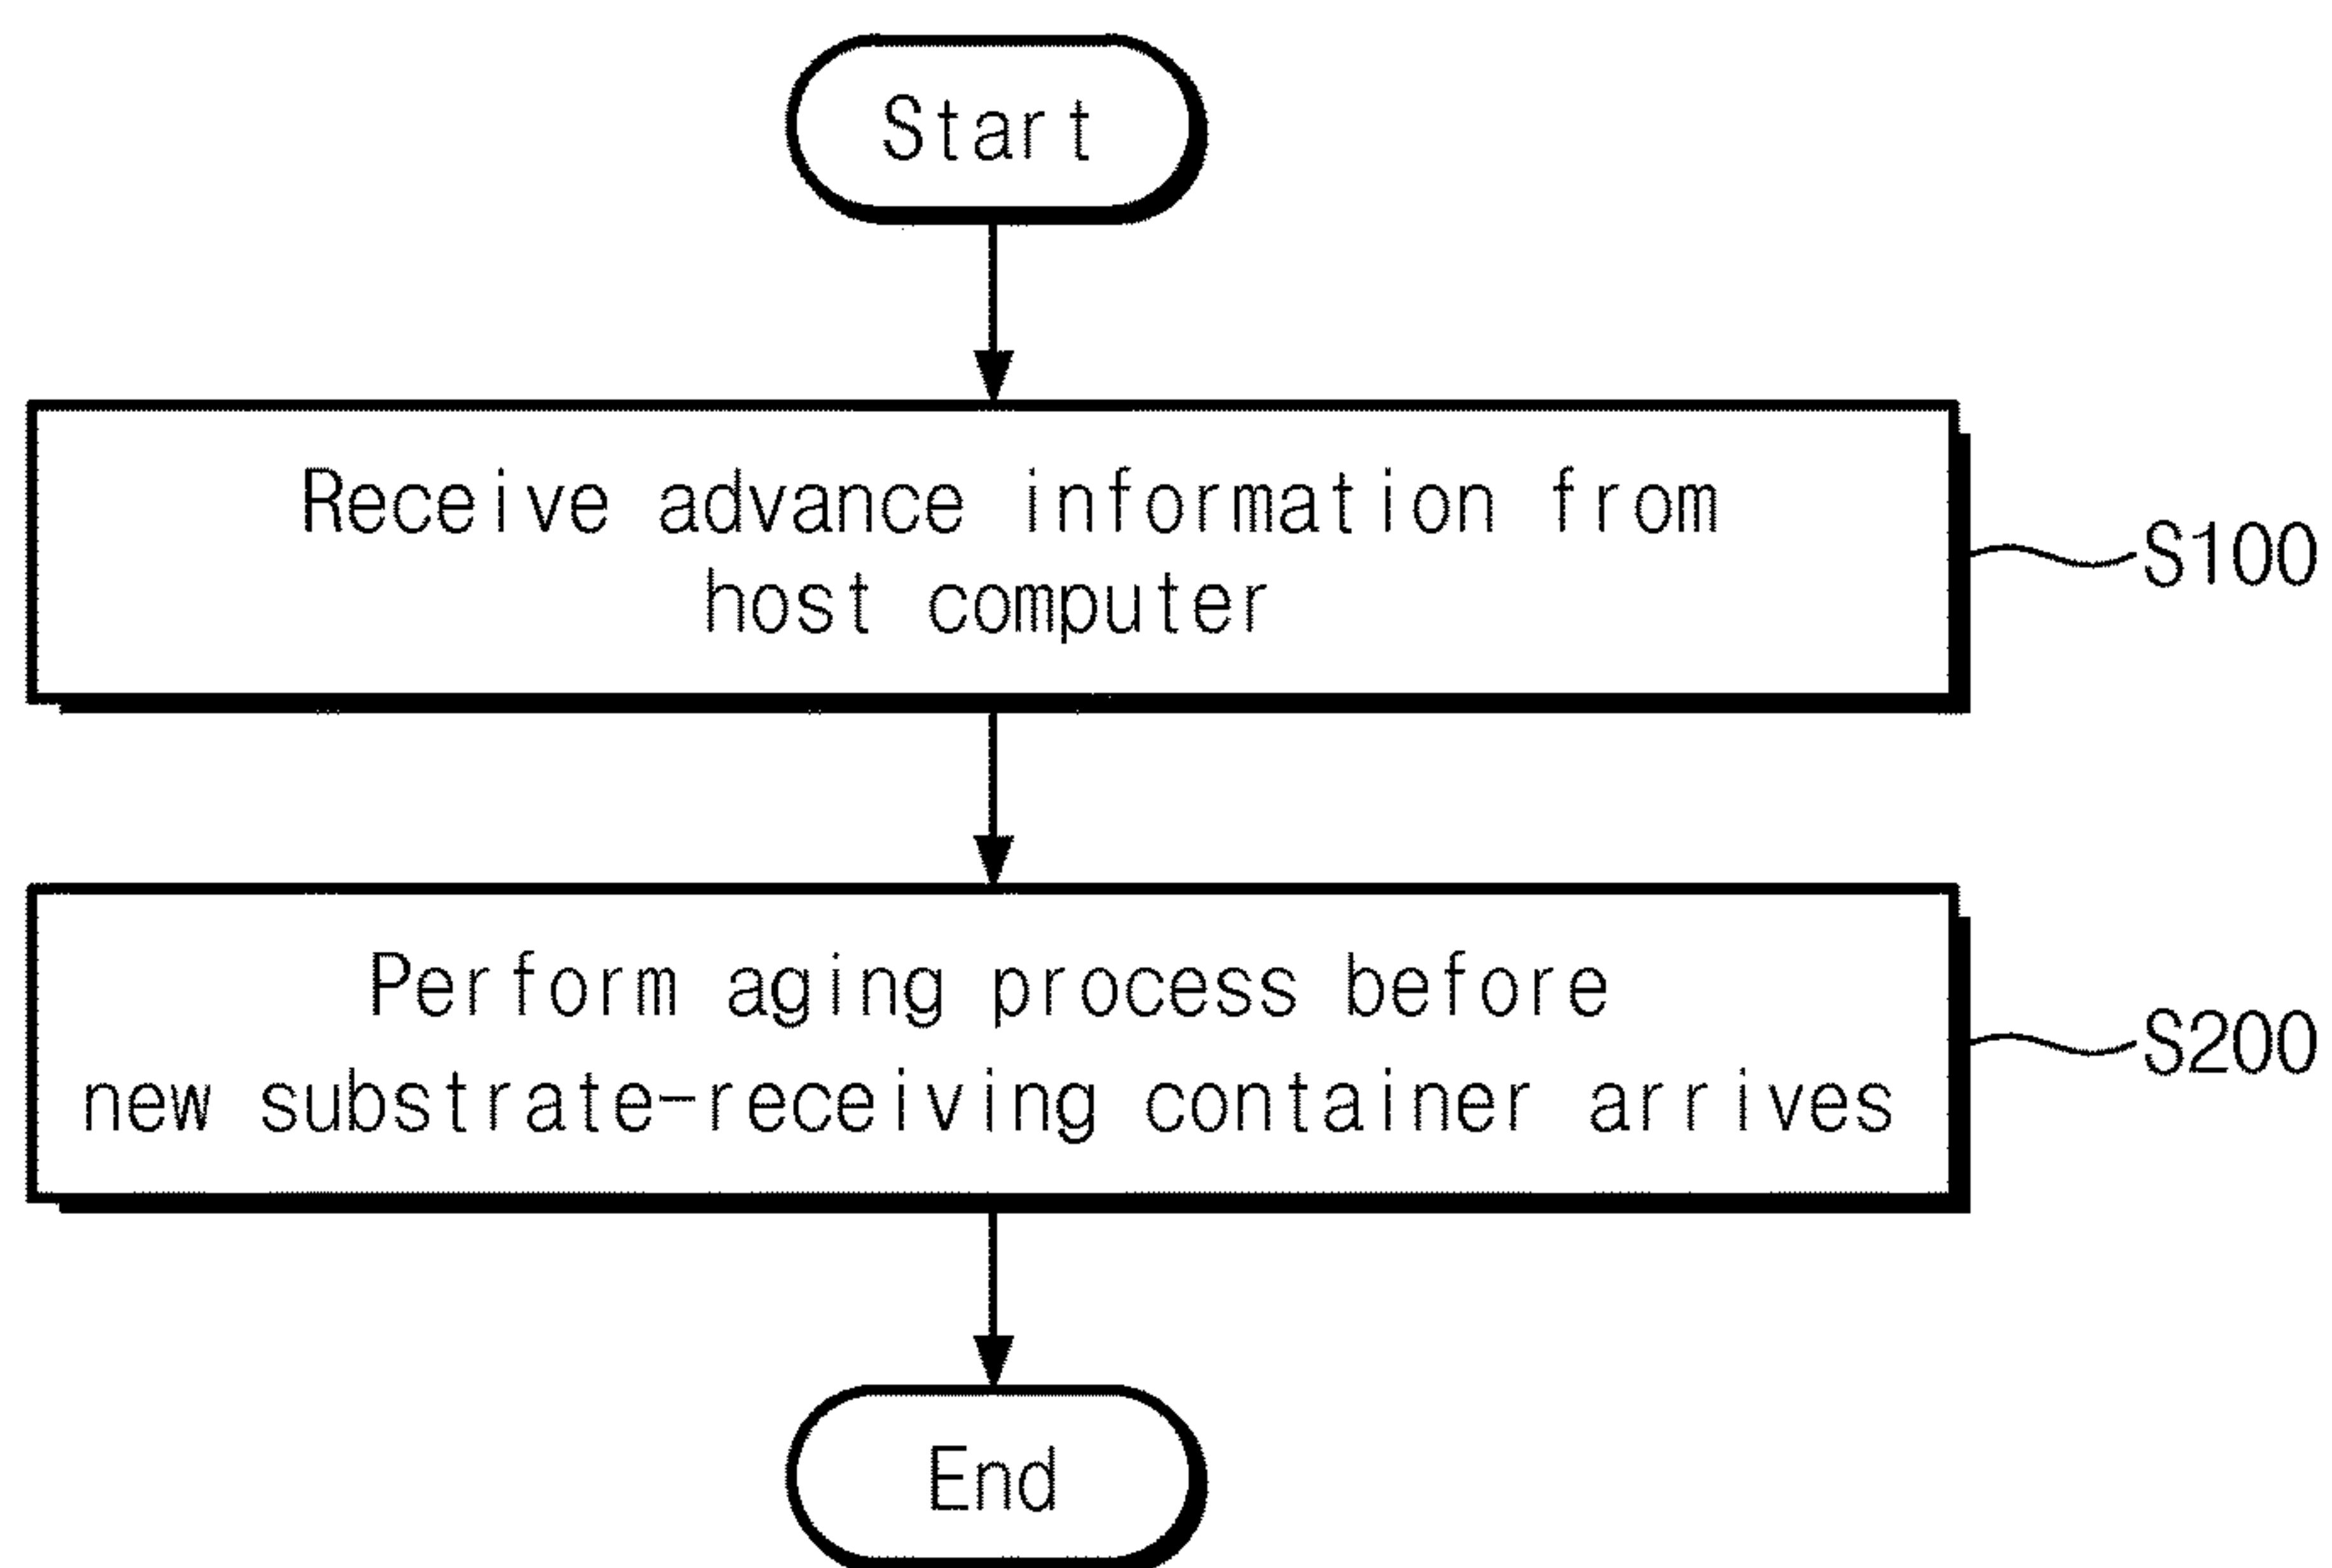 Start
Receive advance information from
host computer
S100
Perform aging process before
new substrate-receiving container arrives
S200
End